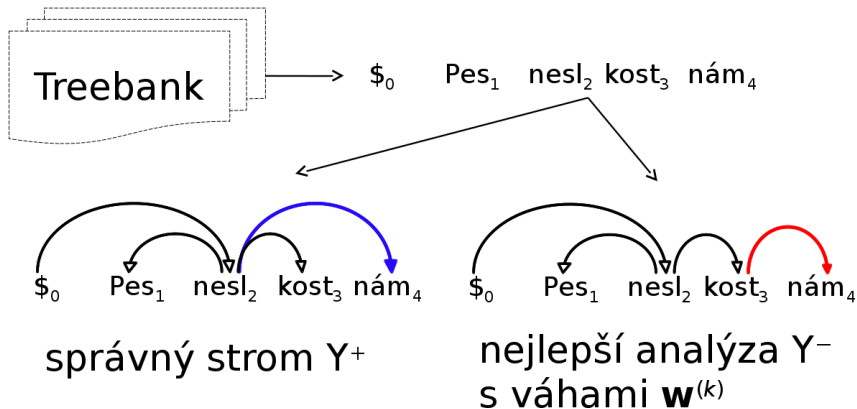 Treebank
$₀ Pes₁ nesl₂ kost₃ nám₄
$₀ Pes₁ nesl₂ kost₃ nám₄
správný strom Y⁺
$₀ Pes₁ nesl₂ kost₃ nám₄
nejlepší analýza Y⁻
s váhami w⁽ᵏ⁾